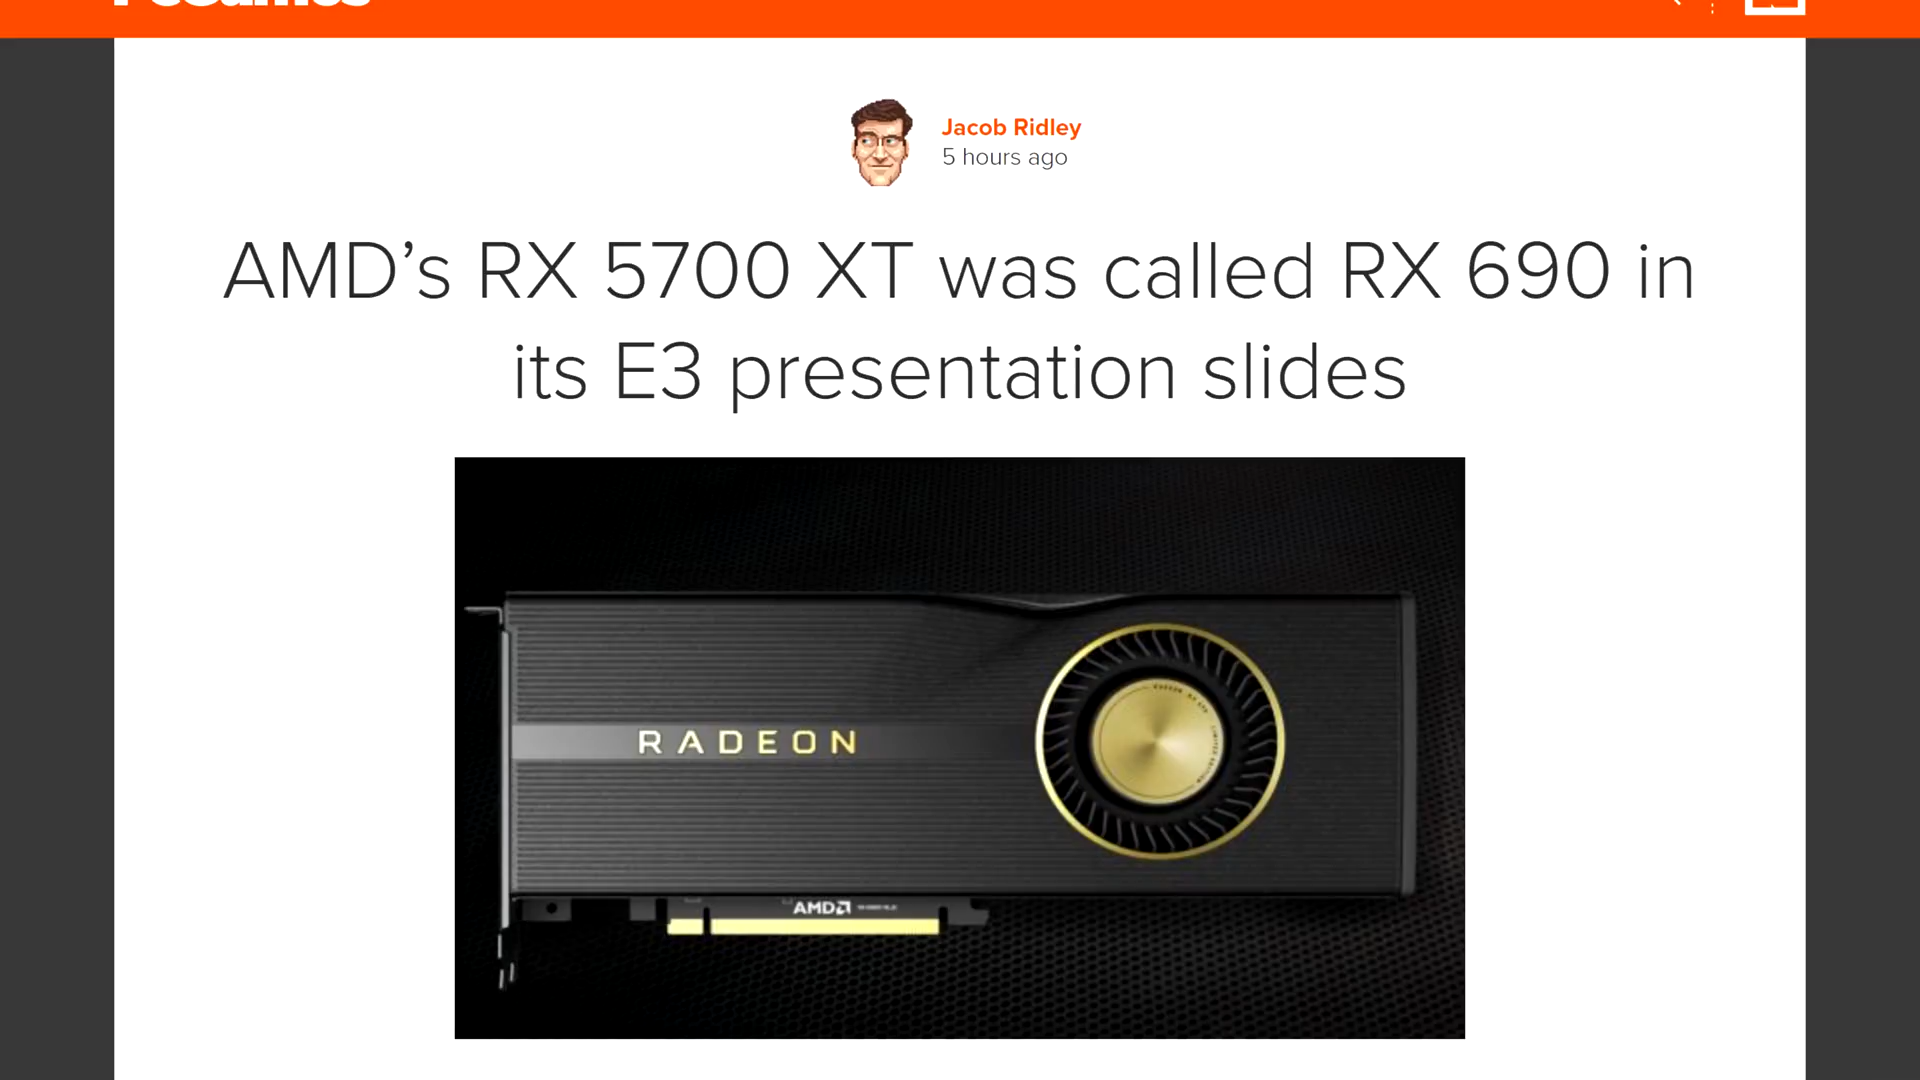 Jacob Ridley
5 hours ago
AMD’s RX 5700 XT was called RX 690 in
its E3 presentation slides
RADEON
AMD